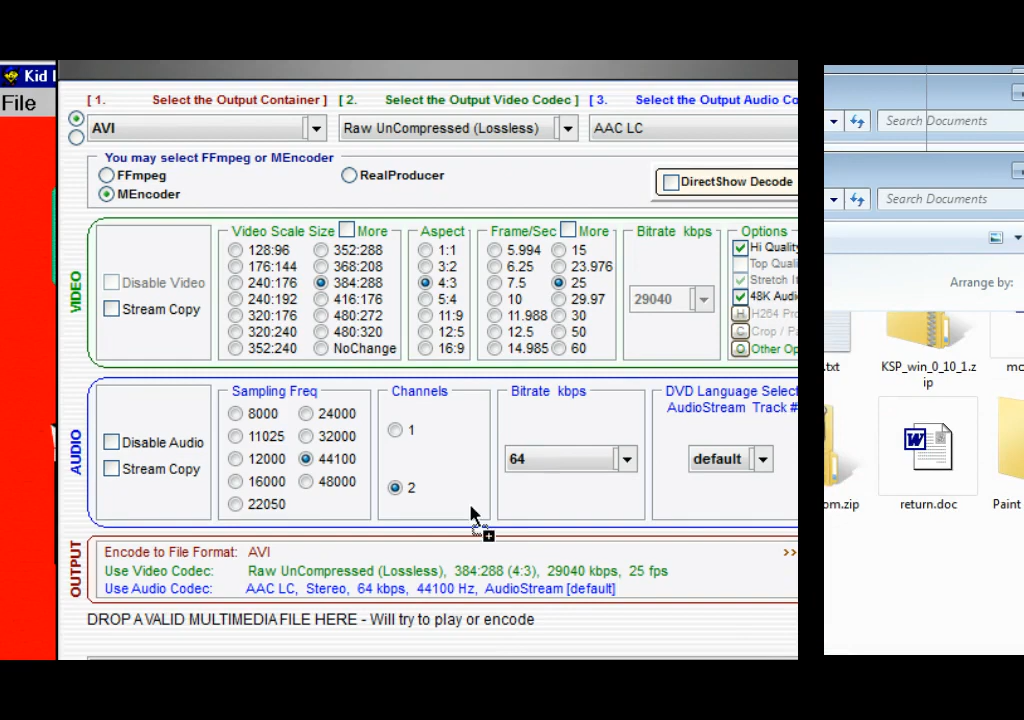 Kid
File
[ 1. Select the Output Container ] [ 2. Select the Output Video Codec ] [ 3. Select the Output Audio Co
AVI Raw UnCompressed (Lossless) AAC LC
You may select FFmpeg or MEncoder
FFmpeg RealProducer
MEncoder
DirectShow Decode
VIDEO
Disable Video
Stream Copy
Video Scale Size More
128:96 352:288
176:144 368:208
240:176 384:288
240:192 416:176
320:176 480:272
320:240 480:320
352:240 NoChange
Aspect
1:1
3:2
4:3
5:4
11:9
12:5
16:9
Frame/Sec More
5.994 15
6.25 23.976
7.5 25
10 29.97
11.988 30
12.5 50
14.985 60
Bitrate kbps
29040
Options
Hi Quality
Top Quali
Stretch It
48K Audi
H H264 Pro
C Crop / Pa
O Other Op
AUDIO
Disable Audio
Stream Copy
Sampling Freq
8000 24000
11025 32000
12000 44100
16000 48000
22050
Channels
1
2
Bitrate kbps
64
DVD Language Select
AudioStream Track #
default
OUTPUT
Encode to File Format: AVI >>
Use Video Codec: Raw UnCompressed (Lossless), 384:288 (4:3), 29040 kbps, 25 fps
Use Audio Codec: AAC LC, Stereo, 64 kbps, 44100 Hz, AudioStream [default]
DROP A VALID MULTIMEDIA FILE HERE - Will try to play or encode
Search Documents
Search Documents
Arrange by:
.txt
KSP_win_0_10_1.z
ip
mc
om.zip
return.doc
Paint